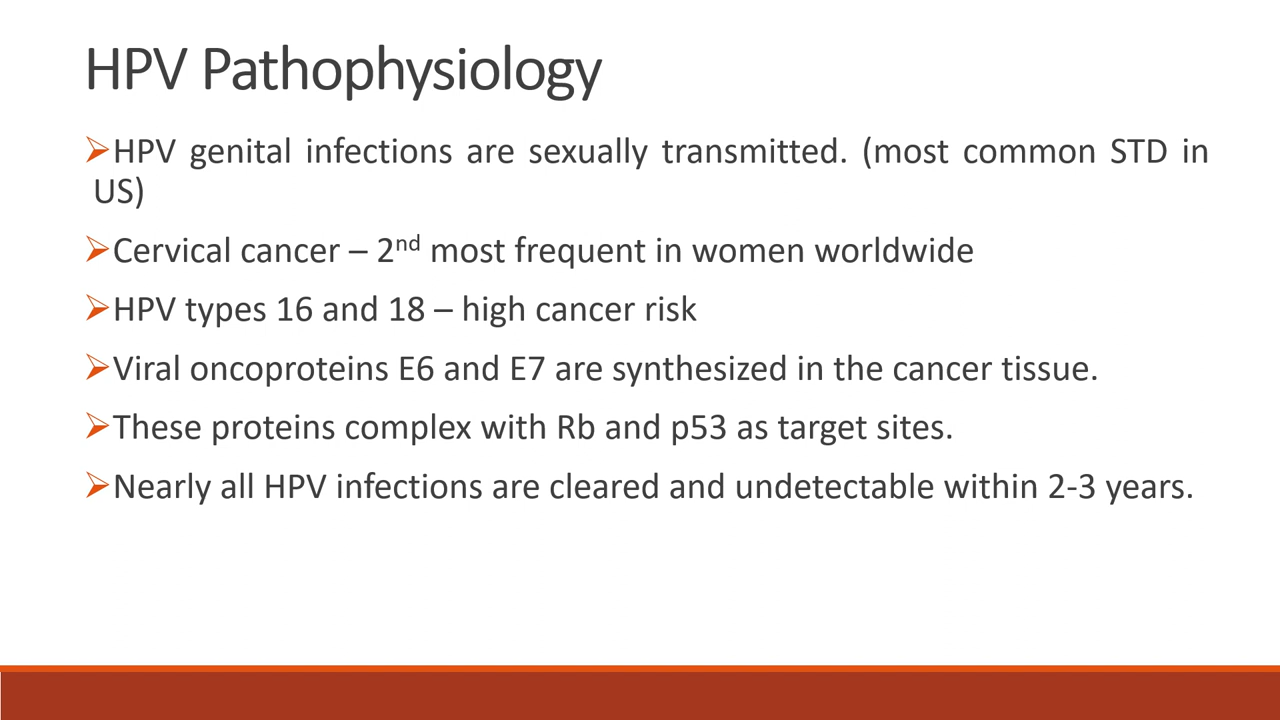 HPV Pathophysiology
➢HPV genital infections are sexually transmitted. (most common STD in
US)
➢Cervical cancer – 2nd most frequent in women worldwide
➢HPV types 16 and 18 – high cancer risk
➢Viral oncoproteins E6 and E7 are synthesized in the cancer tissue.
➢These proteins complex with Rb and p53 as target sites.
➢Nearly all HPV infections are cleared and undetectable within 2-3 years.